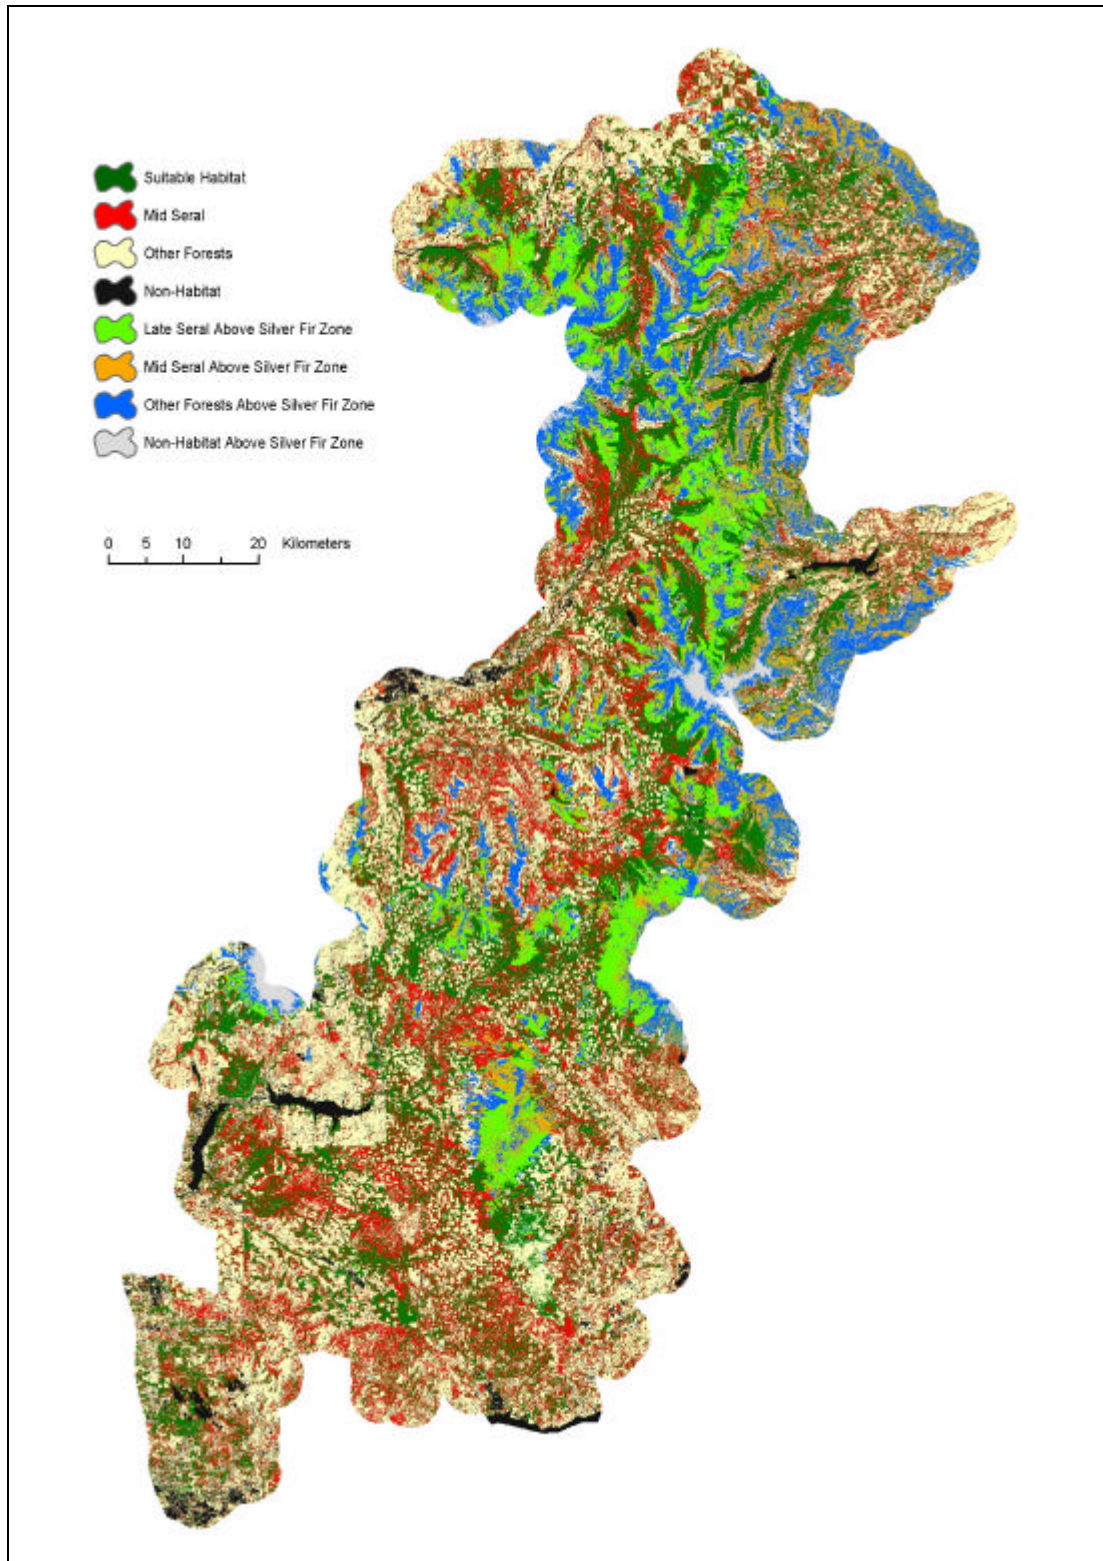 Suitable Habitat
Mid Seral
Other Forests
Non-Habitat
Late Seral Above Silver Fir Zone
Mid Seral Above Silver Fir Zone
Other Forests Above Silver Fir Zone
Non-Habitat Above Silver Fir Zone
0 5 10 20 Kilometers